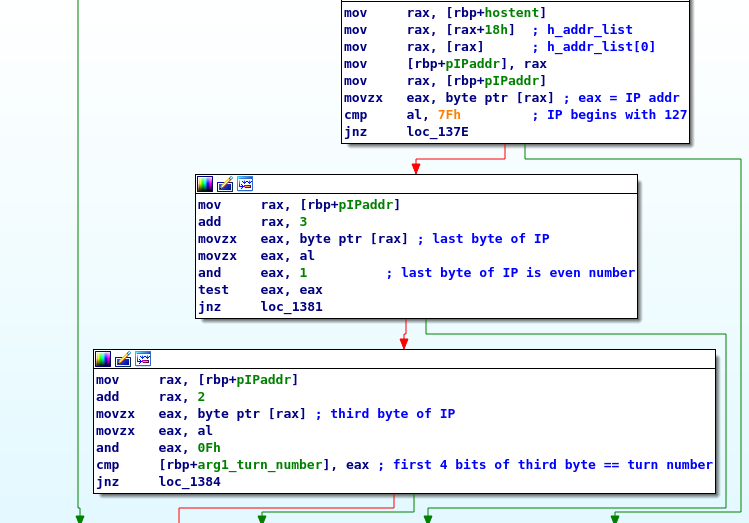 mov rax, [rbp+hostent]
mov rax, [rax+18h] ; h_addr_list
mov rax, [rax] ; h_addr_list[0]
mov [rbp+pIPaddr], rax
mov rax, [rbp+pIPaddr]
movzx eax, byte ptr [rax] ; eax = IP addr
cmp al, 7Fh ; IP begins with 127
jnz loc_137E
mov rax, [rbp+pIPaddr]
add rax, 3
movzx eax, byte ptr [rax] ; last byte of IP
movzx eax, al
and eax, 1 ; last byte of IP is even number
test eax, eax
jnz loc_1381
mov rax, [rbp+pIPaddr]
add rax, 2
movzx eax, byte ptr [rax] ; third byte of IP
movzx eax, al
and eax, 0Fh
cmp [rbp+arg1_turn_number], eax ; first 4 bits of third byte == turn number
jnz loc_1384